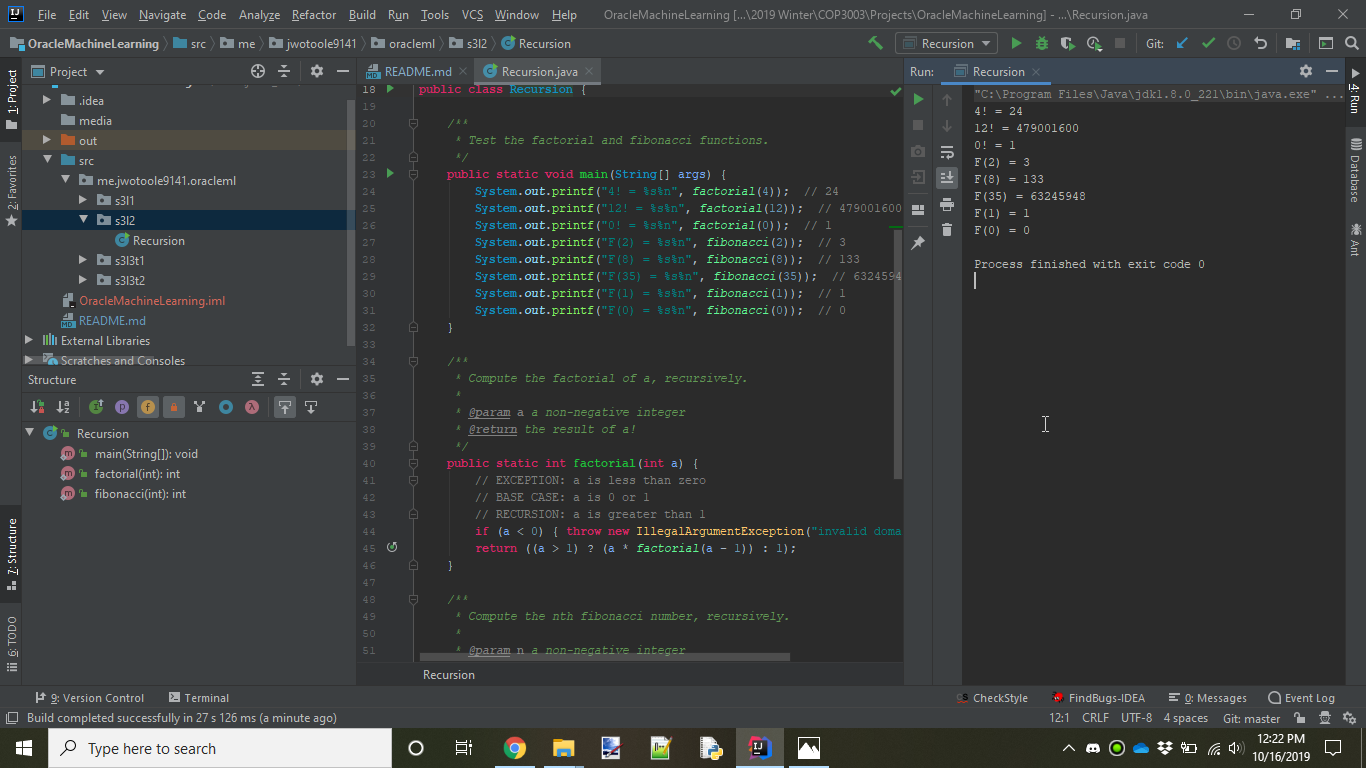 File Edit View Navigate Code Analyze Refactor Build Run Tools VCS Window Help OracleMachineLearning [...\2019 Winter\COP3003\Projects\OracleMachineLearning] - ...\Recursion.java
OracleMachineLearning src me jwotoole9141 oracleml s3l2 Recursion Recursion Git:
1: Project
2: Favorites
7: Structure
6: TODO
Project
.idea
media
out
src
me.jwotoole9141.oracleml
s3l1
s3l2
Recursion
s3l3t1
s3l3t2
OracleMachineLearning.iml
README.md
External Libraries
Scratches and Consoles
Structure
Recursion
main(String[]): void
factorial(int): int
fibonacci(int): int
README.md Recursion.java
18 public class Recursion {
19
20 /**
21 * Test the factorial and fibonacci functions.
22 */
23 public static void main(String[] args) {
24 System.out.printf("4! = %s%n", factorial(4)); // 24
25 System.out.printf("12! = %s%n", factorial(12)); // 479001600
26 System.out.printf("0! = %s%n", factorial(0)); // 1
27 System.out.printf("F(2) = %s%n", fibonacci(2)); // 3
28 System.out.printf("F(8) = %s%n", fibonacci(8)); // 133
29 System.out.printf("F(35) = %s%n", fibonacci(35)); // 6324594
30 System.out.printf("F(1) = %s%n", fibonacci(1)); // 1
31 System.out.printf("F(0) = %s%n", fibonacci(0)); // 0
32 }
33
34 /**
35 * Compute the factorial of a, recursively.
36 *
37 * @param a a non-negative integer
38 * @return the result of a!
39 */
40 public static int factorial(int a) {
41 // EXCEPTION: a is less than zero
42 // BASE CASE: a is 0 or 1
43 // RECURSION: a is greater than 1
44 if (a < 0) { throw new IllegalArgumentException("invalid doma
45 return ((a > 1) ? (a * factorial(a - 1)) : 1);
46 }
47
48 /**
49 * Compute the nth fibonacci number, recursively.
50 *
51 * @param n a non-negative integer
Recursion
Run: Recursion
"C:\Program Files\Java\jdk1.8.0_221\bin\java.exe" ...
4! = 24
12! = 479001600
0! = 1
F(2) = 3
F(8) = 133
F(35) = 63245948
F(1) = 1
F(0) = 0
Process finished with exit code 0
4: Run
Database
Ant
9: Version Control Terminal CheckStyle FindBugs-IDEA 0: Messages Event Log
Build completed successfully in 27 s 126 ms (a minute ago) 12:1 CRLF UTF-8 4 spaces Git: master
Type here to search
12:22 PM
10/16/2019